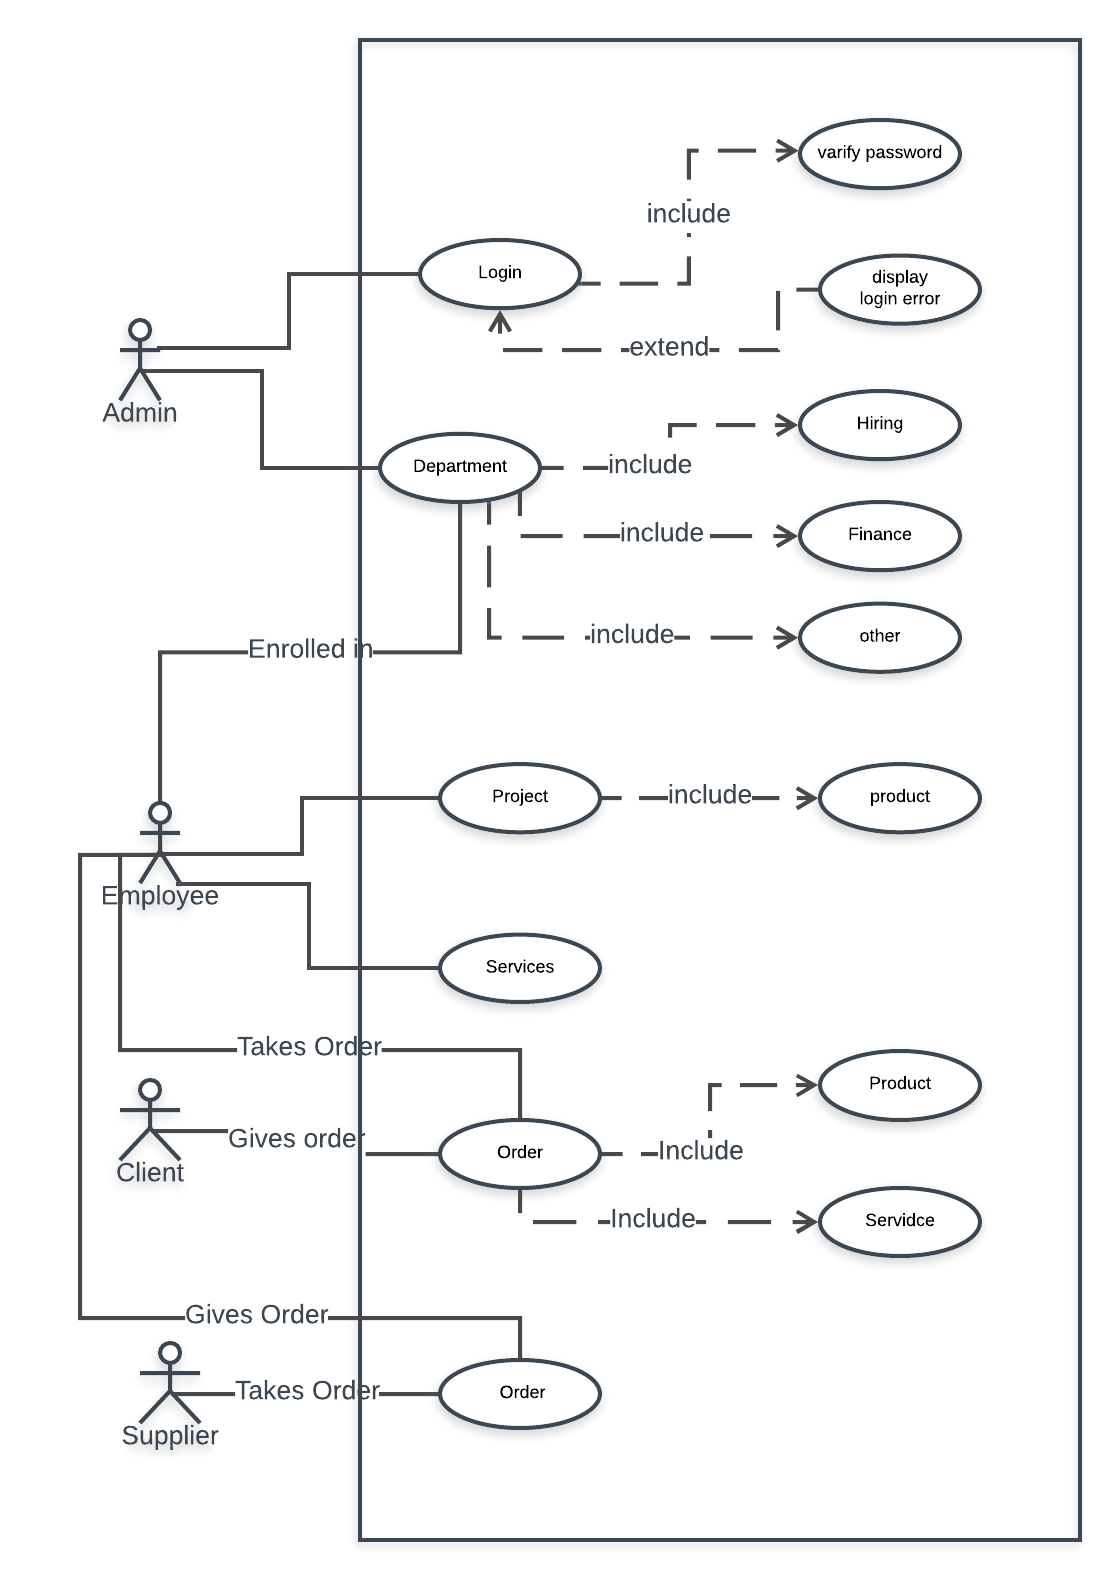 varify password
include
Login
display
login error
extend
Admin
Hiring
Department
include
include
Finance
include
other
Enrolled in
Project
include
product
Employee
Services
Takes Order
Product
Gives order
Order
Include
Client
Include
Servidce
Gives Order
Takes Order
Order
Supplier